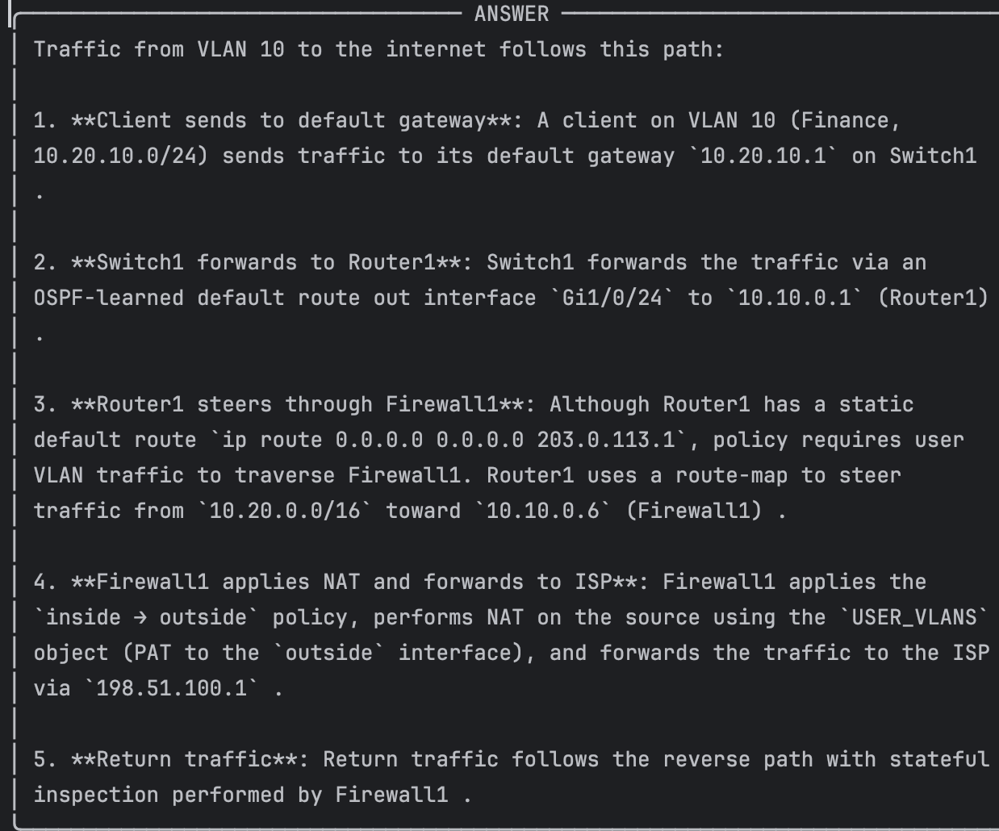 ANSWER
Traffic from VLAN 10 to the internet follows this path:
1. **Client sends to default gateway**: A client on VLAN 10 (Finance,
10.20.10.0/24) sends traffic to its default gateway `10.20.10.1` on Switch1
.
2. **Switch1 forwards to Router1**: Switch1 forwards the traffic via an
OSPF-learned default route out interface `Gi1/0/24` to `10.10.0.1` (Router1)
.
3. **Router1 steers through Firewall1**: Although Router1 has a static
default route `ip route 0.0.0.0 0.0.0.0 203.0.113.1`, policy requires user
VLAN traffic to traverse Firewall1. Router1 uses a route-map to steer
traffic from `10.20.0.0/16` toward `10.10.0.6` (Firewall1) .
4. **Firewall1 applies NAT and forwards to ISP**: Firewall1 applies the
`inside → outside` policy, performs NAT on the source using the `USER_VLANS`
object (PAT to the `outside` interface), and forwards the traffic to the ISP
via `198.51.100.1` .
5. **Return traffic**: Return traffic follows the reverse path with stateful
inspection performed by Firewall1 .